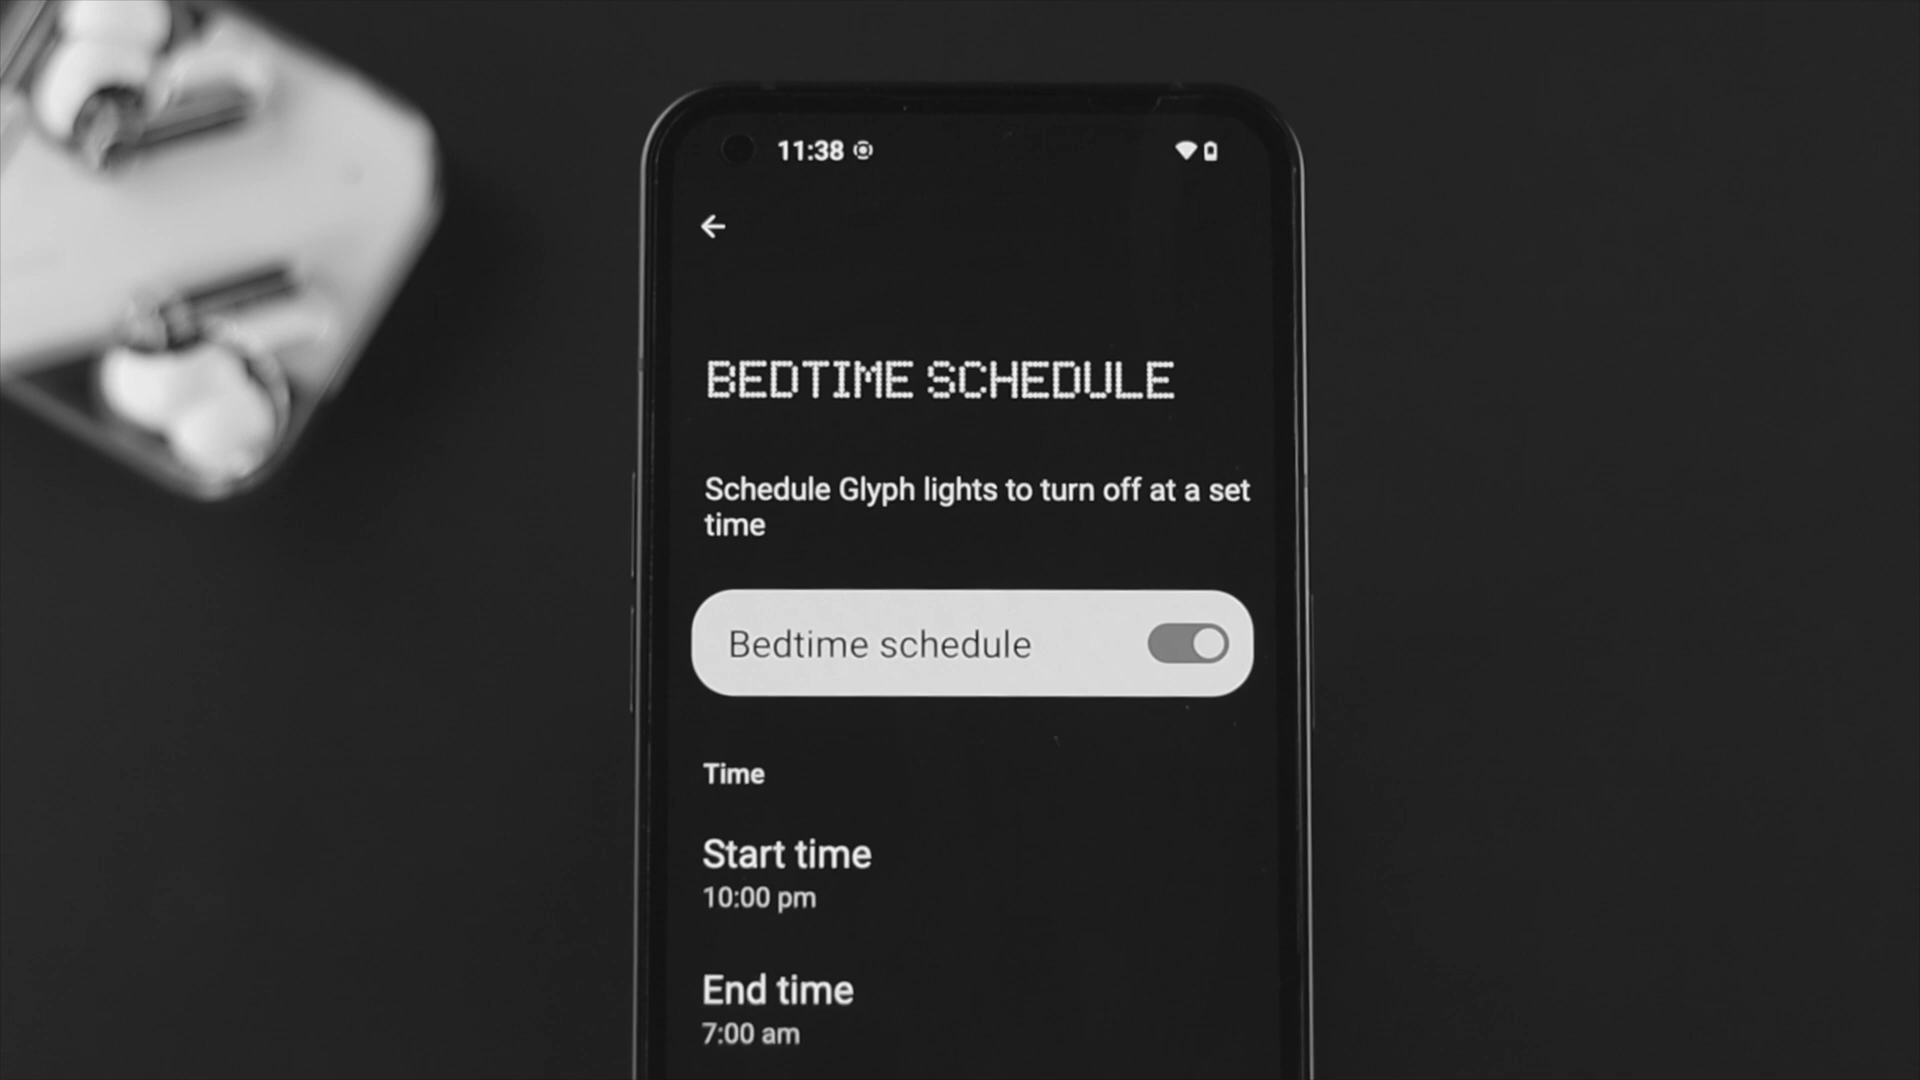 11:38
BEDTIME SCHEDULE
Schedule Glyph lights to turn off at a set
time
Bedtime schedule
Time
Start time
10:00 pm
End time
7:00 am